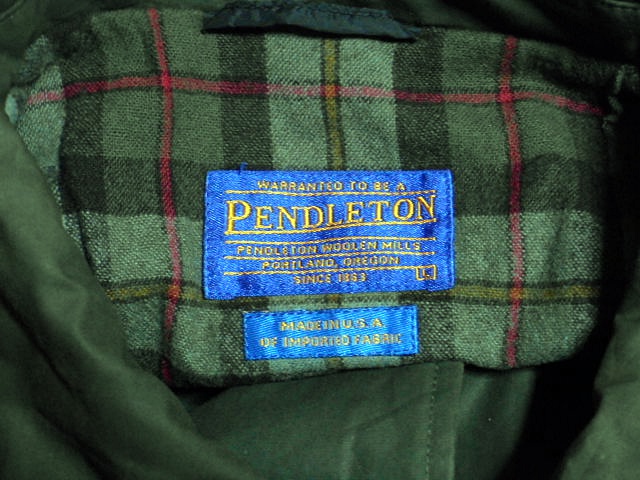 WARRANTED TO BE A
PENDLETON
PENDLETON WOOLEN MILLS
PORTLAND, OREGON
SINCE 1863 L
MADE IN U.S.A.
OF IMPORTED FABRIC